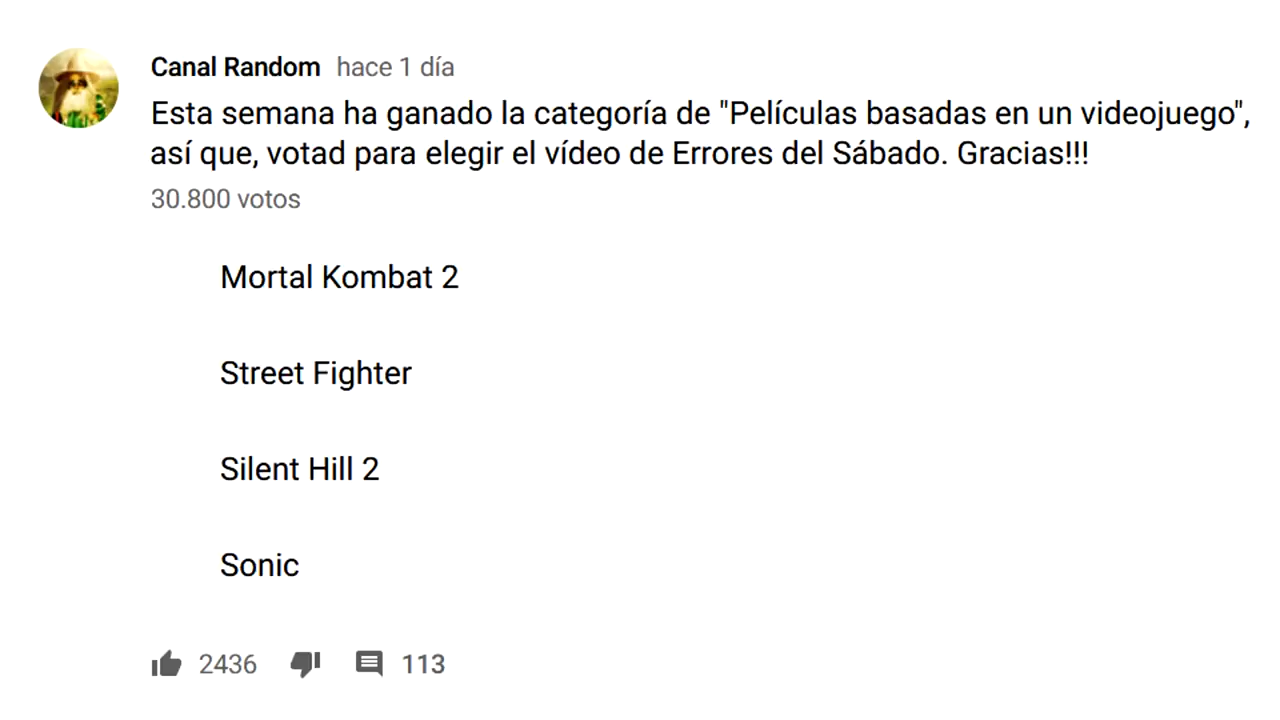 Canal Random hace 1 día
Esta semana ha ganado la categoría de "Películas basadas en un videojuego",
así que, votad para elegir el vídeo de Errores del Sábado. Gracias!!!
30.800 votos
Mortal Kombat 2
Street Fighter
Silent Hill 2
Sonic
2436 113